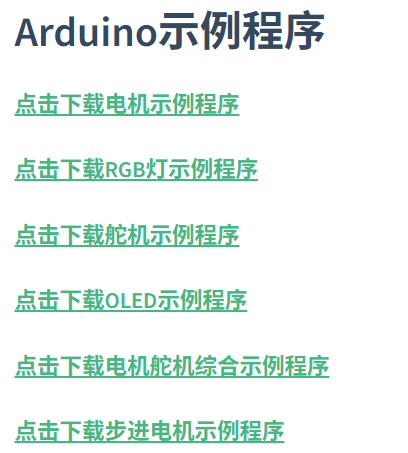 Arduino示例程序
点击下载电机示例程序
点击下载RGB灯示例程序
点击下载舵机示例程序
点击下载OLED示例程序
点击下载电机舵机综合示例程序
点击下载步进电机示例程序